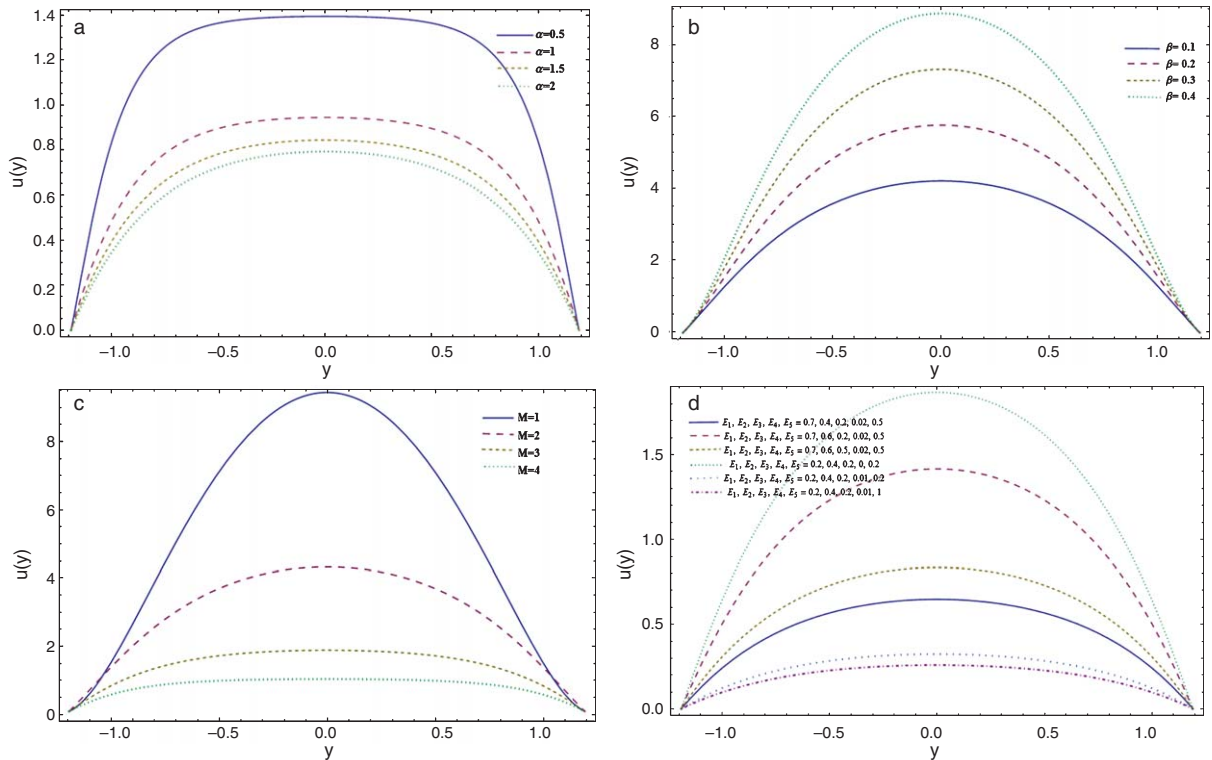 a
1.4
1.2
1.0
0.8
0.6
0.4
0.2
0.0
u(y)
α=0.5
α=1
α=1.5
α=2
−1.0 −0.5 0.0 0.5 1.0
y
b
8
6
4
2
0
u(y)
β= 0.1
β= 0.2
β= 0.3
β= 0.4
−1.0 −0.5 0.0 0.5 1.0
y
c
8
6
4
2
0
u(y)
M=1
M=2
M=3
M=4
−1.0 −0.5 0.0 0.5 1.0
y
d
1.5
1.0
0.5
0.0
u(y)
E₁, E₂, E₃, E₄, E₅ = 0.7, 0.4, 0.2, 0.02, 0.5
E₁, E₂, E₃, E₄, E₅ = 0.7, 0.6, 0.2, 0.02, 0.5
E₁, E₂, E₃, E₄, E₅ = 0.7, 0.6, 0.5, 0.02, 0.5
E₁, E₂, E₃, E₄, E₅ = 0.2, 0.4, 0.2, 0, 0.2
E₁, E₂, E₃, E₄, E₅ = 0.2, 0.4, 0.2, 0.01, 0.2
E₁, E₂, E₃, E₄, E₅ = 0.2, 0.4, 0.2, 0.01, 1
−1.0 −0.5 0.0 0.5 1.0
y